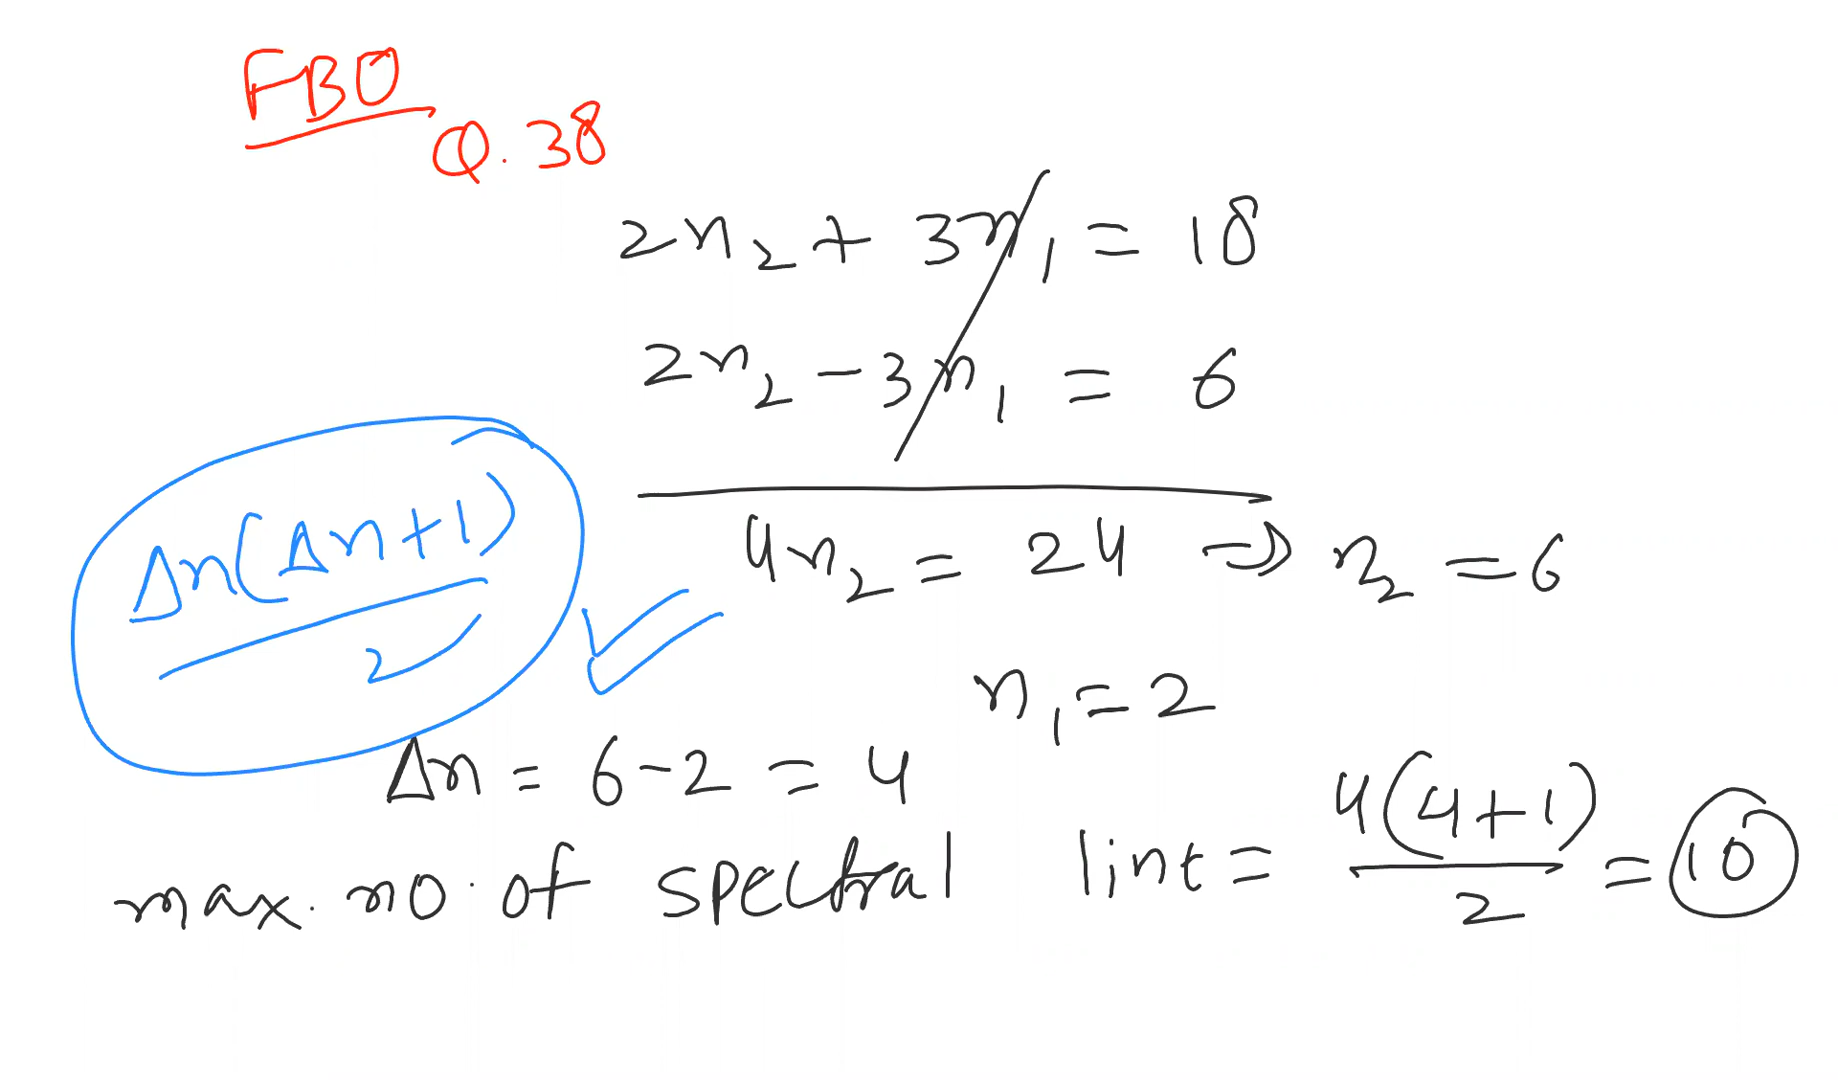 FBO
Q. 38
2n₂ + 3n₁ = 18
2n₂ - 3n₁ = 6
4n₂ = 24 ⇒ n₂ = 6
Δn(Δn+1)
2
n₁ = 2
Δn = 6-2 = 4
max. no. of spectral line = 4(4+1)/2 = 10